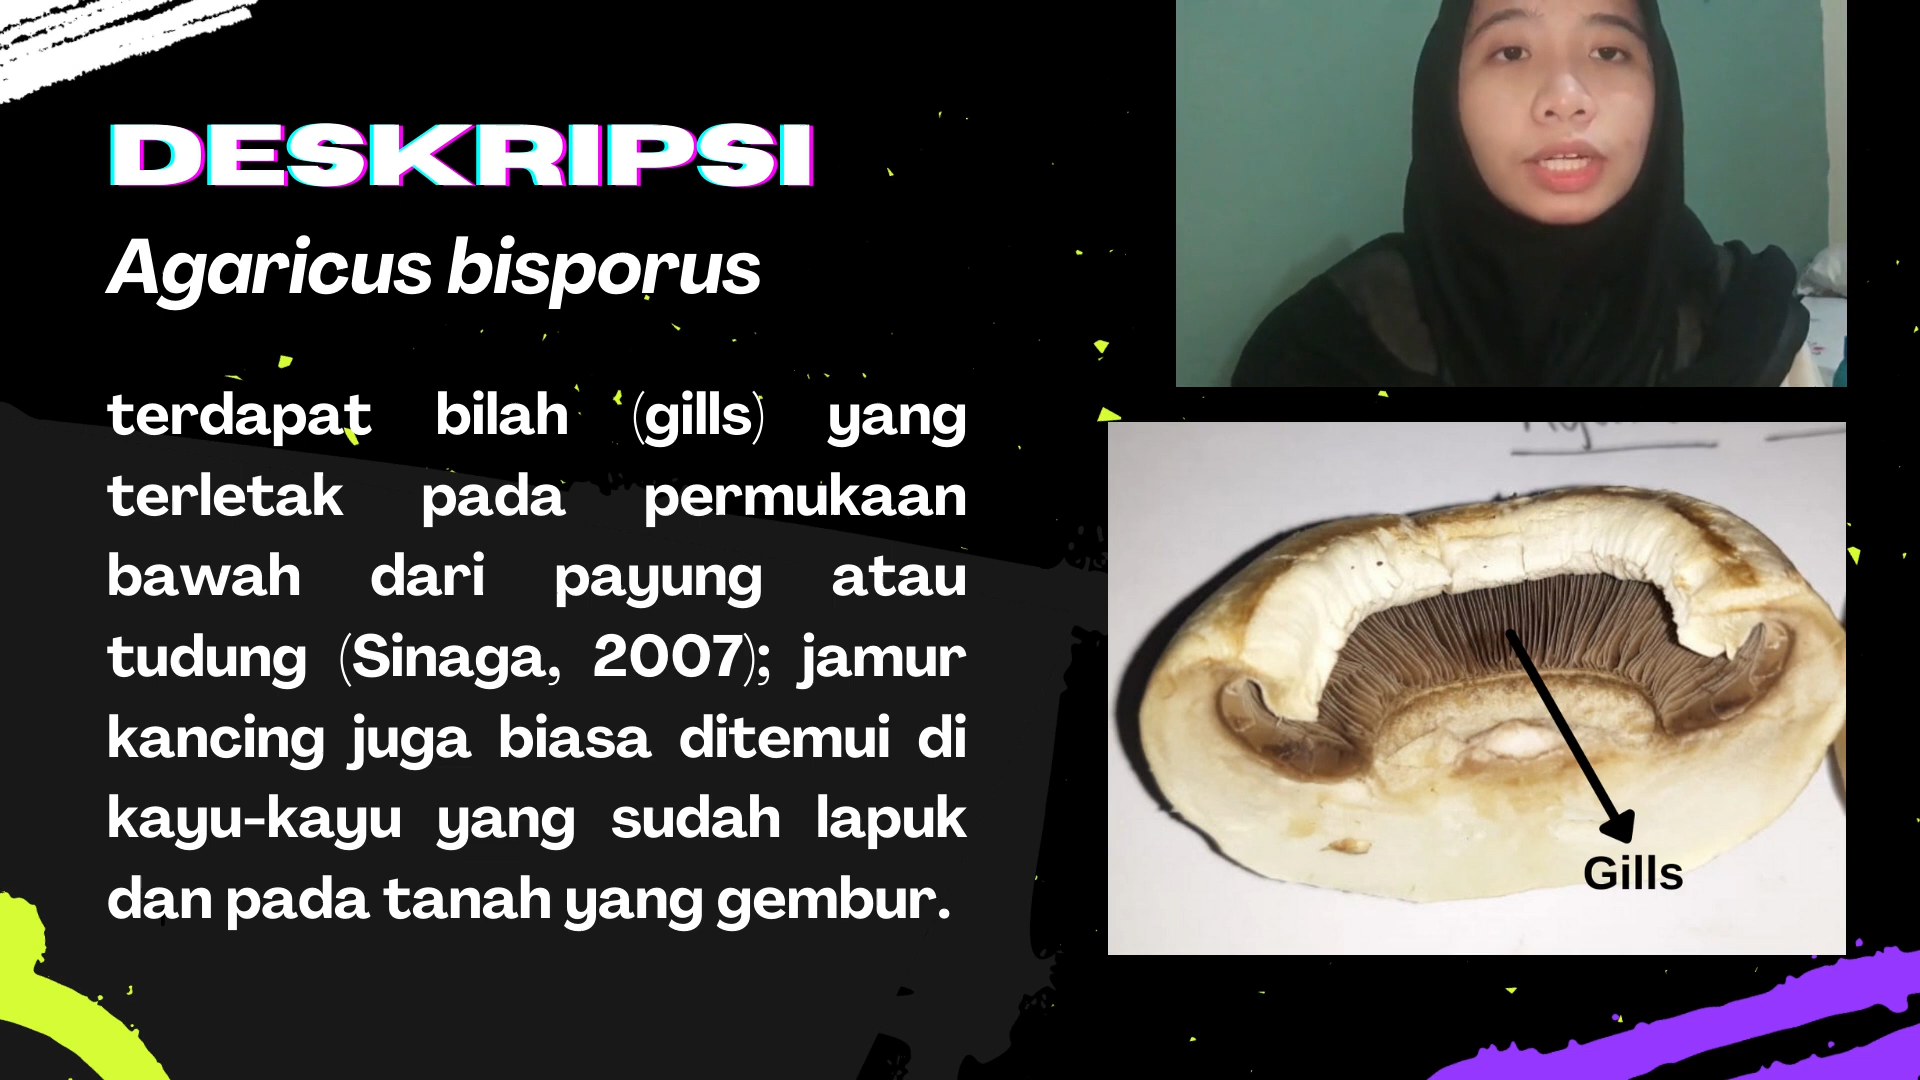 DESKRIPSI
Agaricus bisporus
terdapat bilah (gills) yang
terletak pada permukaan
bawah dari payung atau
tudung (Sinaga, 2007); jamur
kancing juga biasa ditemui di
kayu-kayu yang sudah lapuk
dan pada tanah yang gembur.
Gills